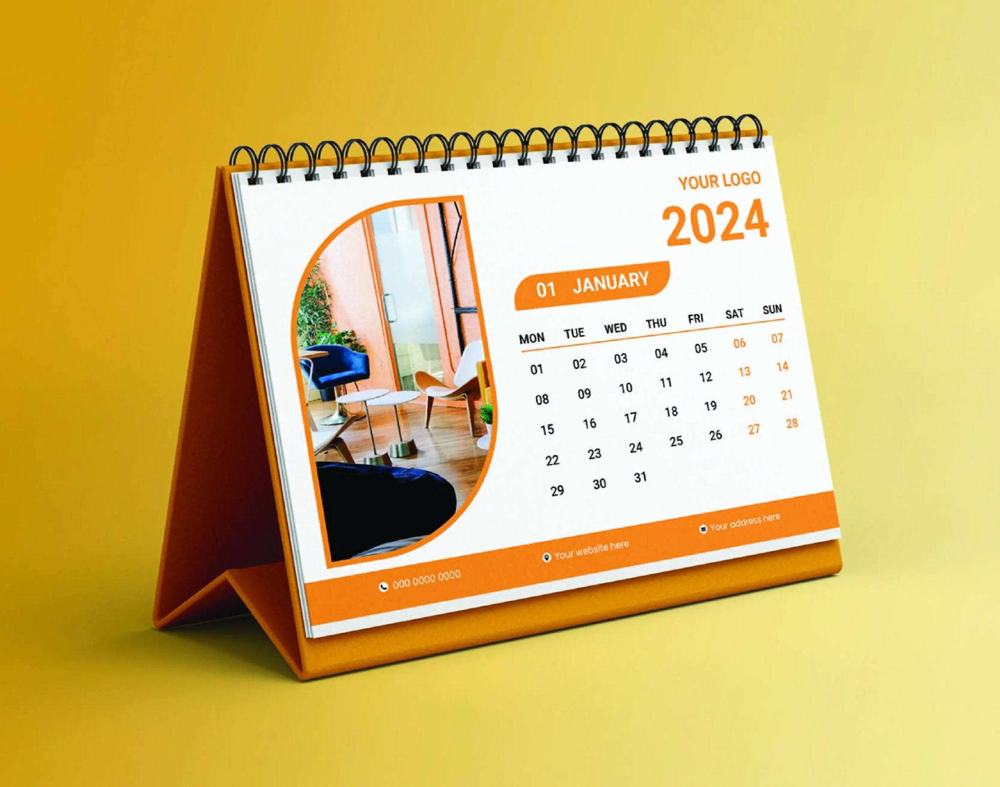 YOUR LOGO
2024
01 JANUARY
MON TUE WED THU FRI SAT SUN
01 02 03 04 05 06 07
08 09 10 11 12 13 14
15 16 17 18 19 20 21
22 23 24 25 26 27 28
29 30 31
000 0000 0000 Your website here Your address here